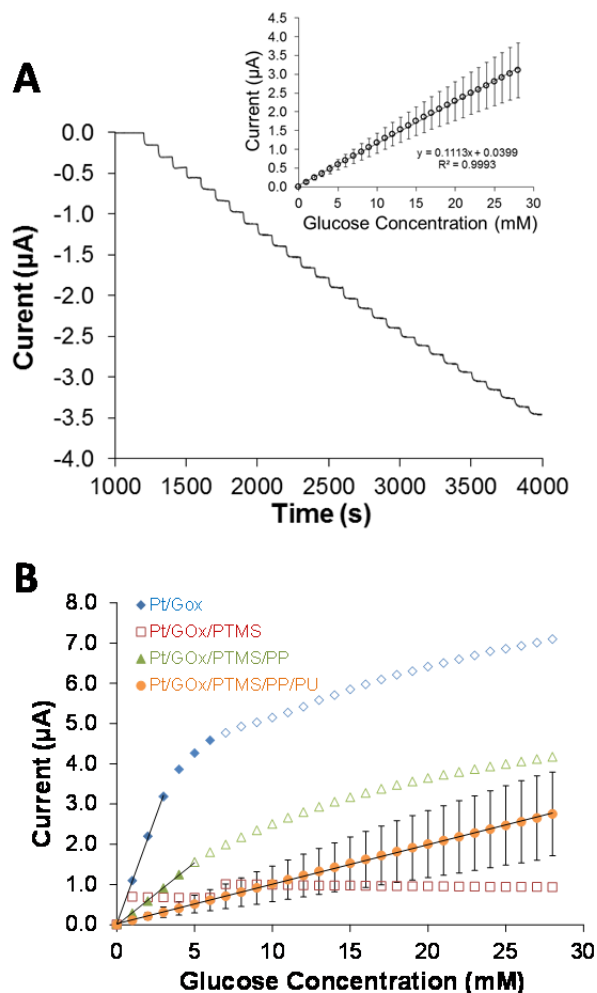 A
4.5
4.0
3.5
3.0
2.5
2.0
1.5
1.0
0.5
0.0
Current (µA)
y = 0.1113x + 0.0399
R² = 0.9993
0 5 10 15 20 25 30
Glucose Concentration (mM)
0.0
-0.5
-1.0
-1.5
-2.0
-2.5
-3.0
-3.5
-4.0
Curent (µA)
1000 1500 2000 2500 3000 3500 4000
Time (s)
B
8.0
7.0
6.0
5.0
4.0
3.0
2.0
1.0
0.0
Current (µA)
Pt/Gox
Pt/GOx/PTMS
Pt/GOx/PTMS/PP
Pt/GOx/PTMS/PP/PU
0 5 10 15 20 25 30
Glucose Concentration (mM)